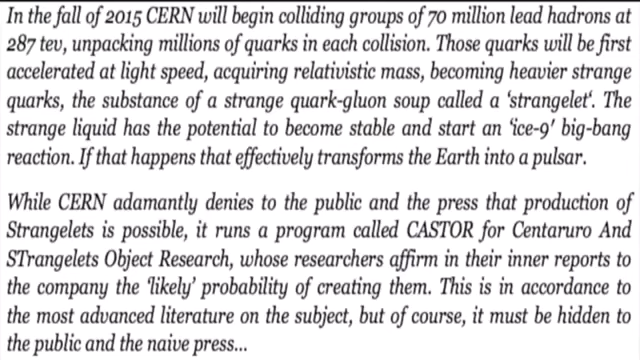 In the fall of 2015 CERN will begin colliding groups of 70 million lead hadrons at
287 tev, unpacking millions of quarks in each collision. Those quarks will be first
accelerated at light speed, acquiring relativistic mass, becoming heavier strange
quarks, the substance of a strange quark-gluon soup called a 'strangelet'. The
strange liquid has the potential to become stable and start an 'ice-9' big-bang
reaction. If that happens that effectively transforms the Earth into a pulsar.
While CERN adamantly denies to the public and the press that production of
Strangelets is possible, it runs a program called CASTOR for Centaruro And
STrangelets Object Research, whose researchers affirm in their inner reports to
the company the 'likely' probability of creating them. This is in accordance to
the most advanced literature on the subject, but of course, it must be hidden to
the public and the naive press...